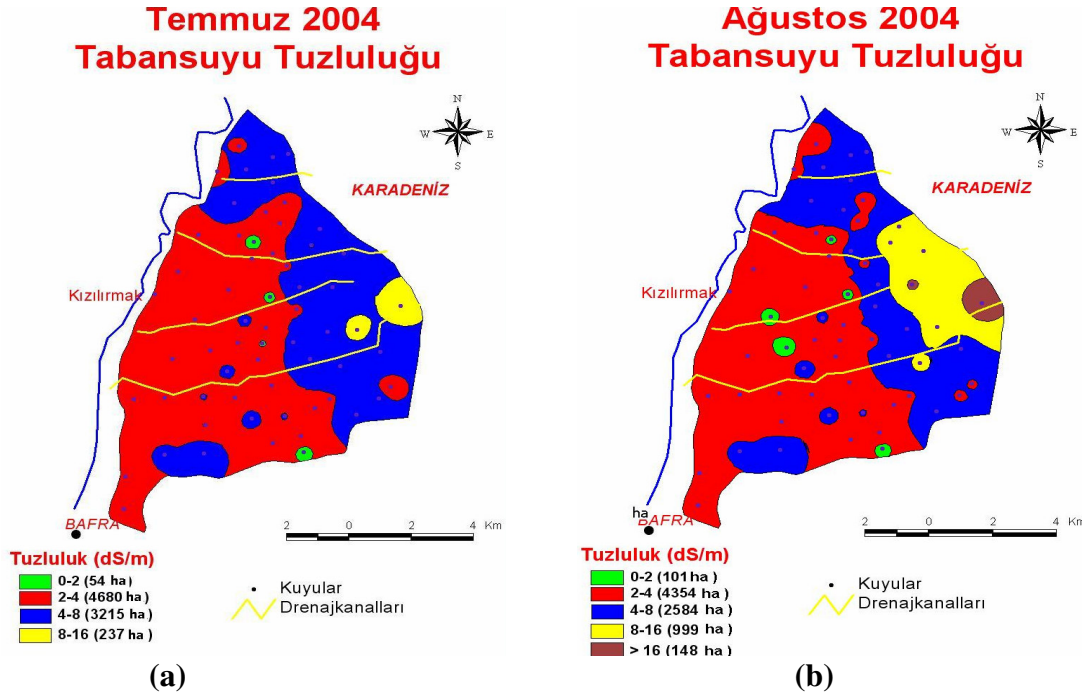 Temmuz 2004
Tabansuyu Tuzluluğu
N
W E
S
KARADENİZ
Kızılırmak
BAFRA
2 0 2 4 Km
Tuzluluk (dS/m)
0-2 (54 ha)
2-4 (4680 ha)
4-8 (3215 ha)
8-16 (237 ha)
Kuyular
Drenajkanalları
(a)
Ağustos 2004
Tabansuyu Tuzluluğu
N
W E
S
KARADENİZ
Kızılırmak
ha
BAFRA
2 0 2 4 Km
Tuzluluk (dS/m)
0-2 (101 ha)
2-4 (4354 ha)
4-8 (2584 ha)
8-16 (999 ha)
> 16 (148 ha)
Kuyular
Drenajkanalları
(b)